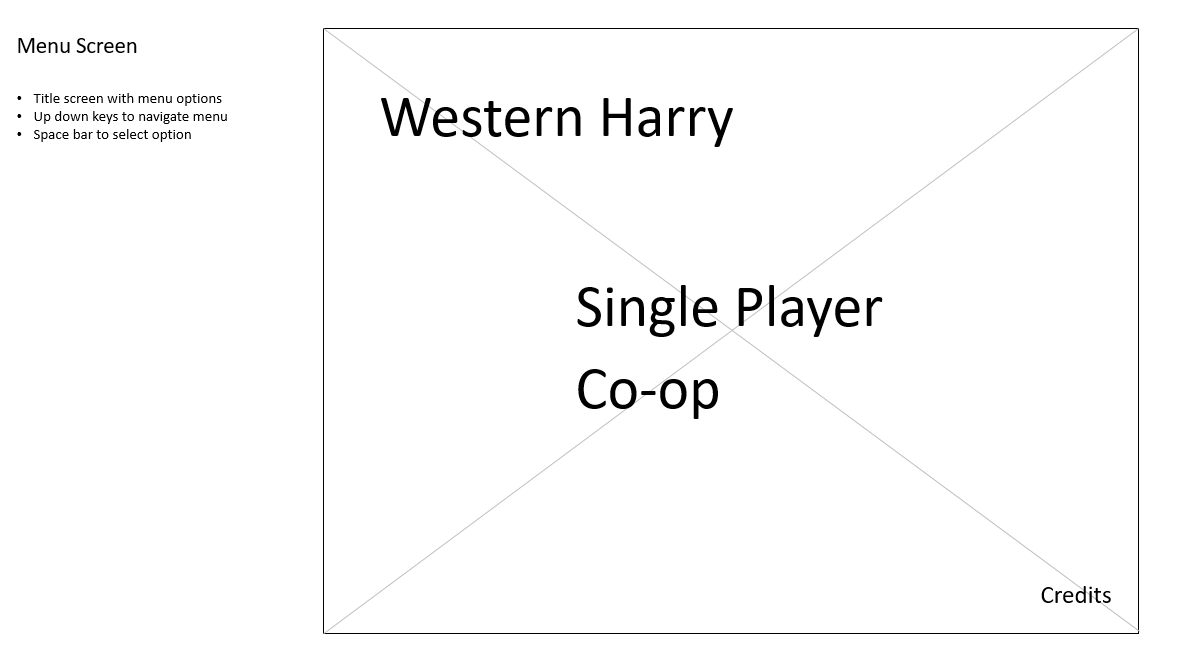 Menu Screen
• Title screen with menu options
• Up down keys to navigate menu
• Space bar to select option
Western Harry
Single Player
Co-op
Credits